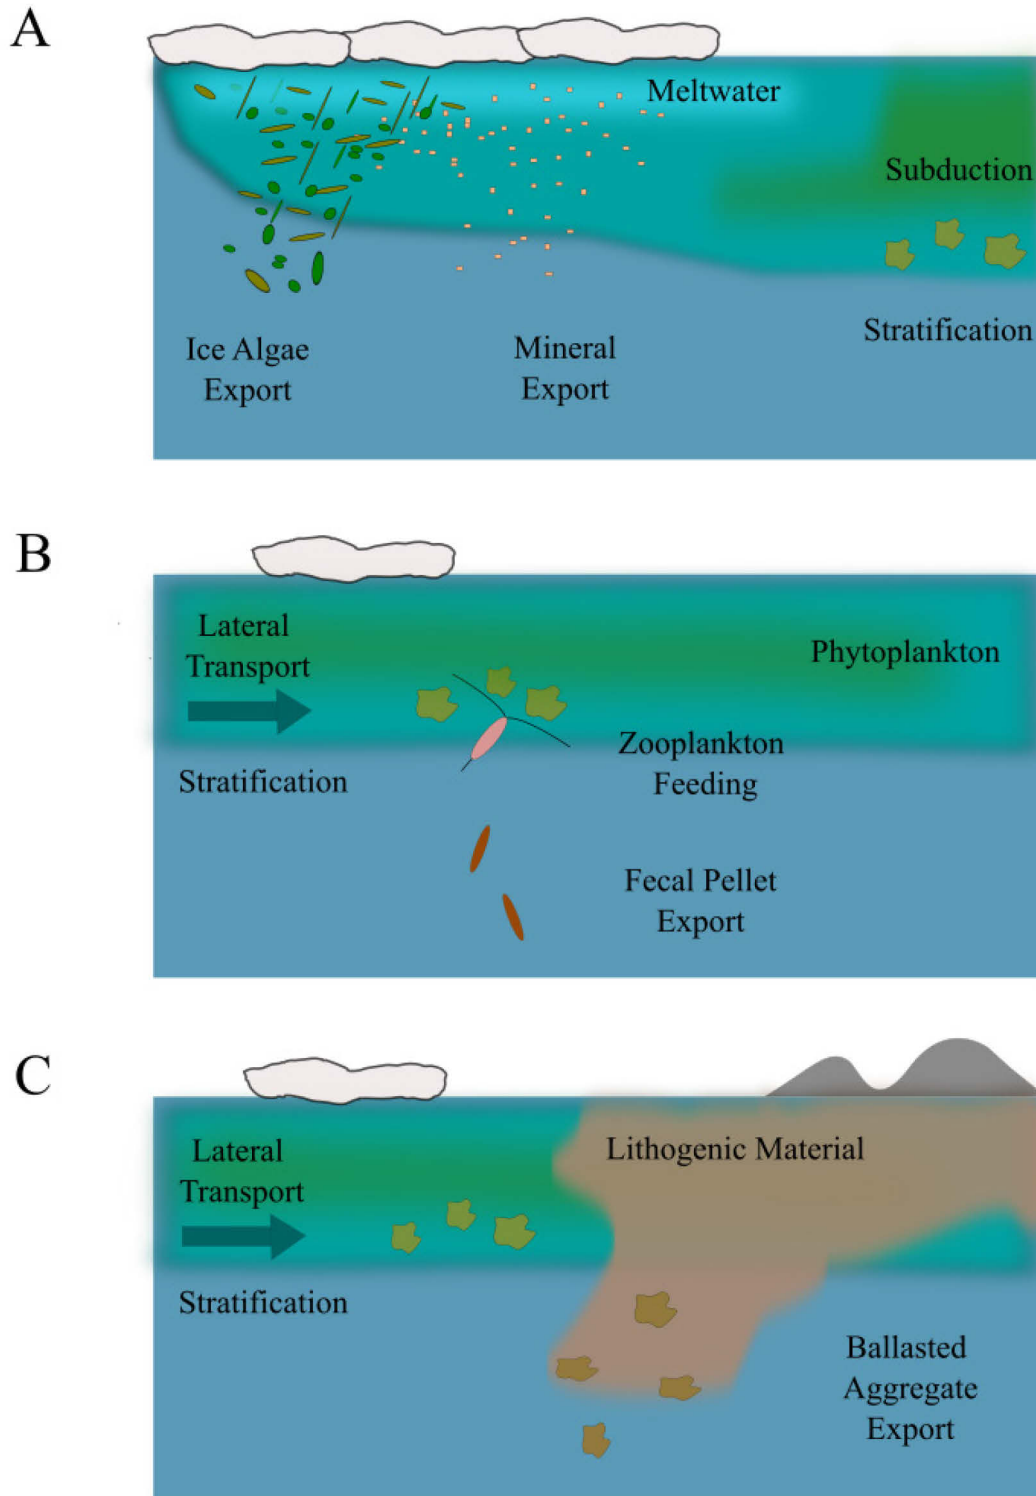 A
Meltwater
Subduction
Stratification
Ice Algae
Export
Mineral
Export
B
Lateral
Transport
Phytoplankton
Stratification
Zooplankton
Feeding
Fecal Pellet
Export
C
Lateral
Transport
Lithogenic Material
Stratification
Ballasted
Aggregate
Export